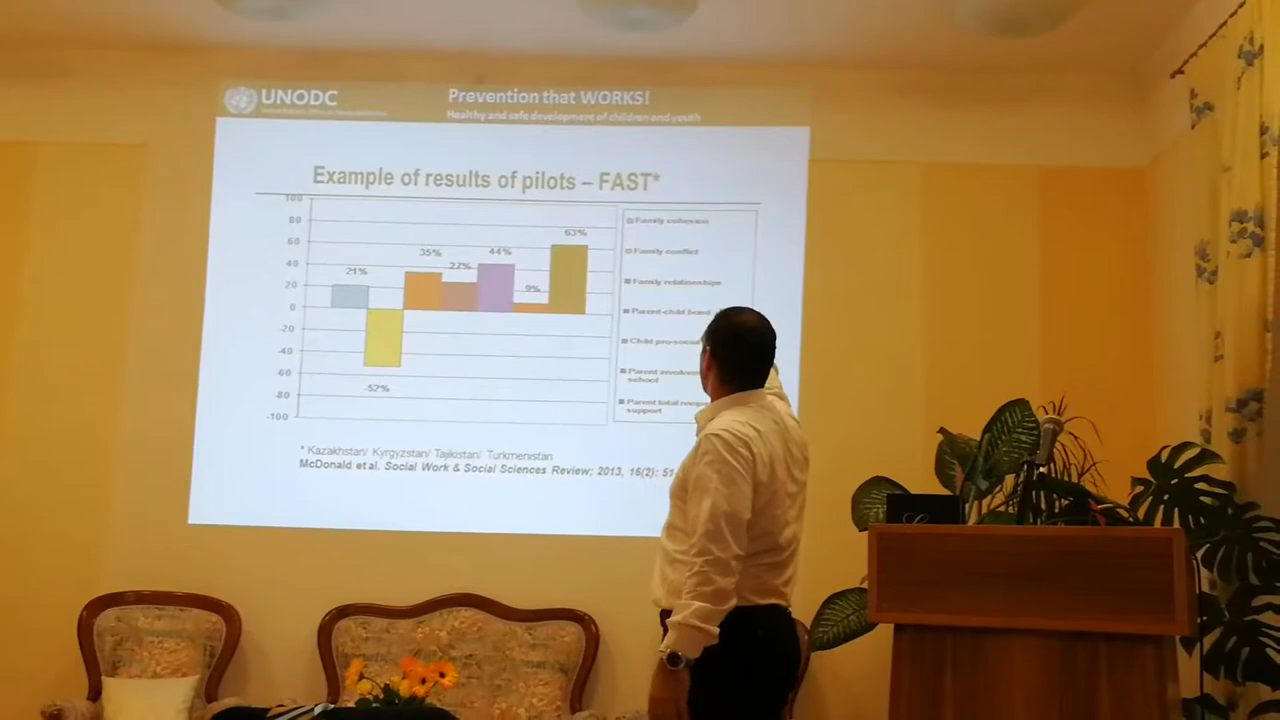 UNODC
Prevention that WORKS!
Healthy and safe development of children and youth
Example of results of pilots – FAST*
100
80
60
40
20
0
-20
-40
60
-80
-100
21%
-52%
35%
27%
44%
9%
63%
Family cohesion
Family conflict
Family relationships
Parent-child bond
Child pro-social
Parent
school
Parent total
support
* Kazakhstan/ Kyrgyzstan/ Tajikistan/ Turkmenistan
McDonald et al. Social Work & Social Sciences Review; 2013, 16(2): 51